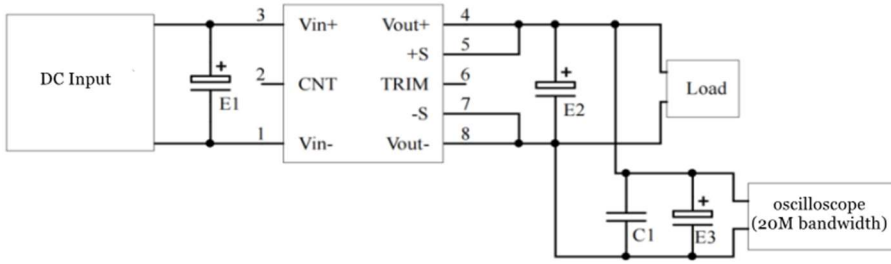 DC Input
+
E1
3
Vin+
2
CNT
1
Vin-
Vout+
4
+S
5
TRIM
6
-S
7
Vout-
8
+
E2
Load
C1
+
E3
oscilloscope
(20M bandwidth)